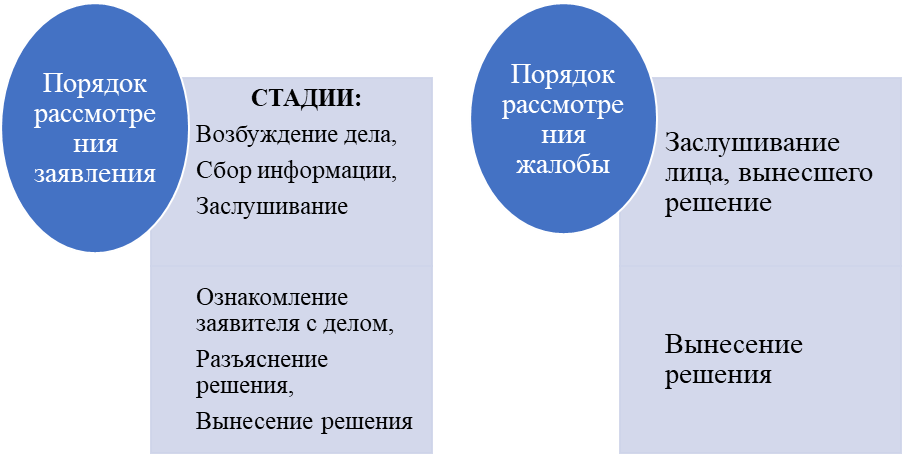 Порядок
рассмотре
ния
заявления
СТАДИИ:
Возбуждение дела,
Сбор информации,
Заслушивание
Ознакомление
заявителя с делом,
Разъяснение
решения,
Вынесение решения
Порядок
рассмотре
ния
жалобы
Заслушивание
лица, вынесшего
решение
Вынесение
решения